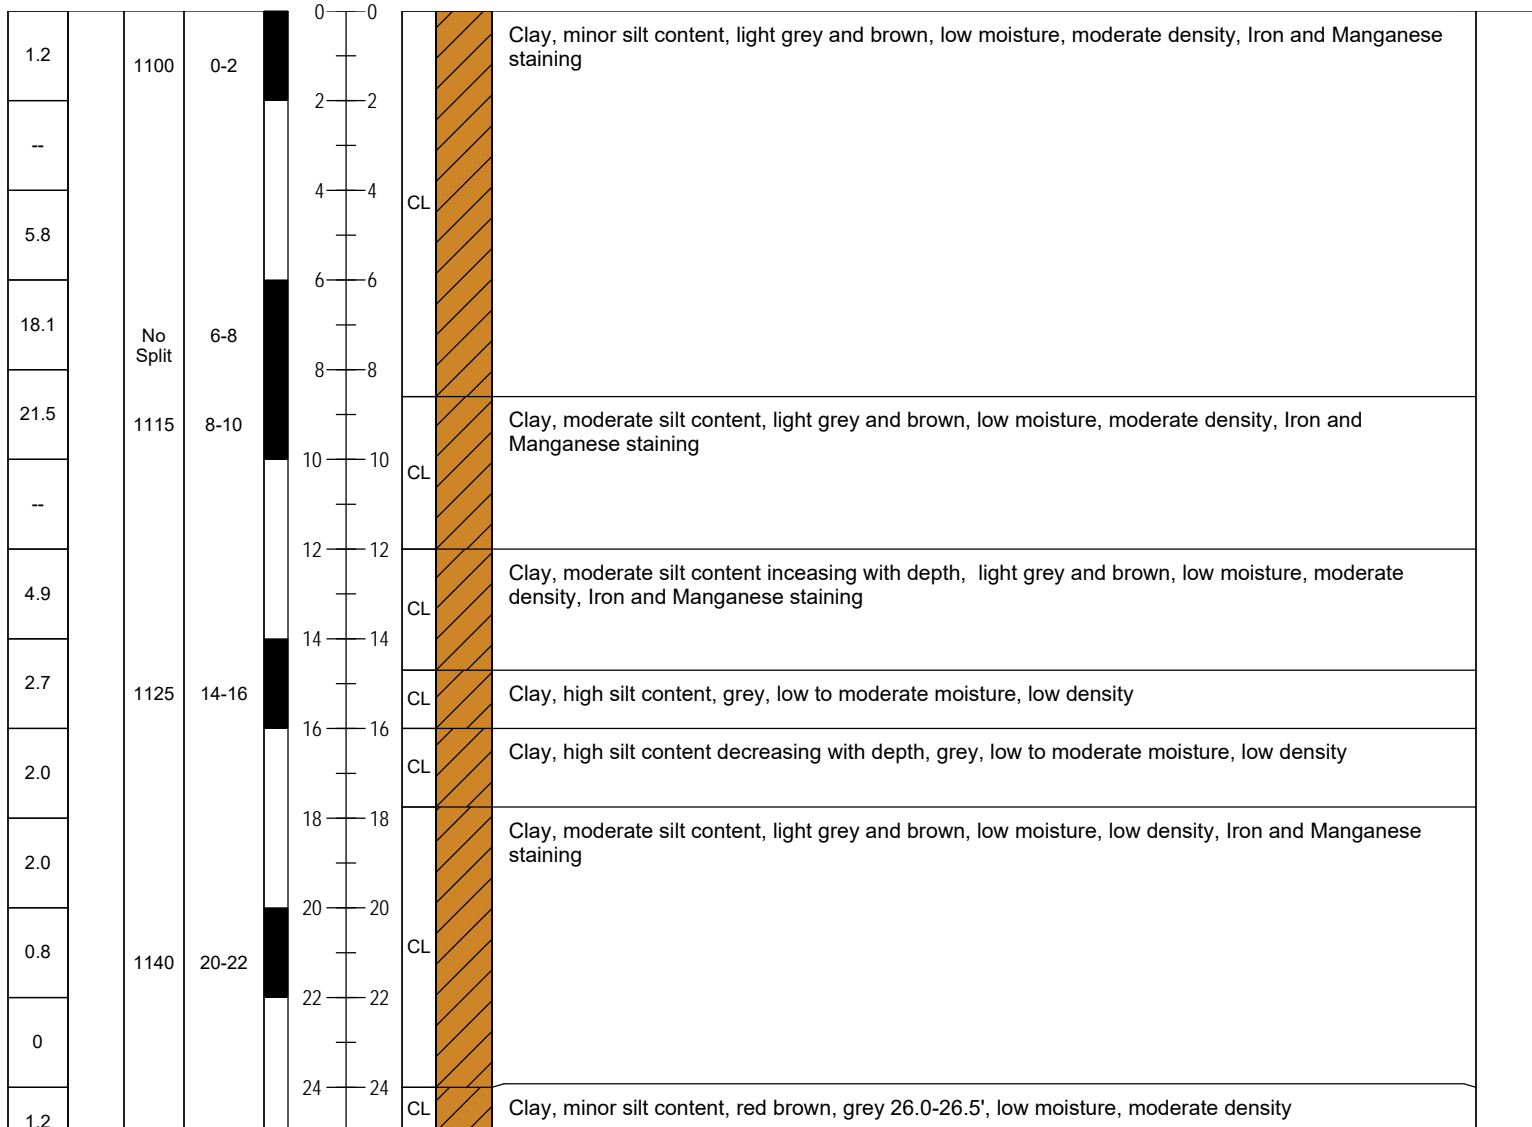 0 0
Clay, minor silt content, light grey and brown, low moisture, moderate density, Iron and Manganese
staining
1.2
1100 0-2
2 2
--
4 4
CL
5.8
6 6
18.1
No
Split
6-8
8 8
21.5
1115 8-10
Clay, moderate silt content, light grey and brown, low moisture, moderate density, Iron and
Manganese staining
10 10
CL
--
12 12
Clay, moderate silt content inceasing with depth,  light grey and brown, low moisture, moderate
density, Iron and Manganese staining
4.9
CL
14 14
2.7
1125 14-16
CL
Clay, high silt content, grey, low to moderate moisture, low density
16 16
Clay, high silt content decreasing with depth, grey, low to moderate moisture, low density
CL
2.0
18 18
Clay, moderate silt content, light grey and brown, low moisture, low density, Iron and Manganese
staining
2.0
20 20
CL
0.8
1140 20-22
22 22
0
24 24
CL
Clay, minor silt content, red brown, grey 26.0-26.5', low moisture, moderate density
1.2